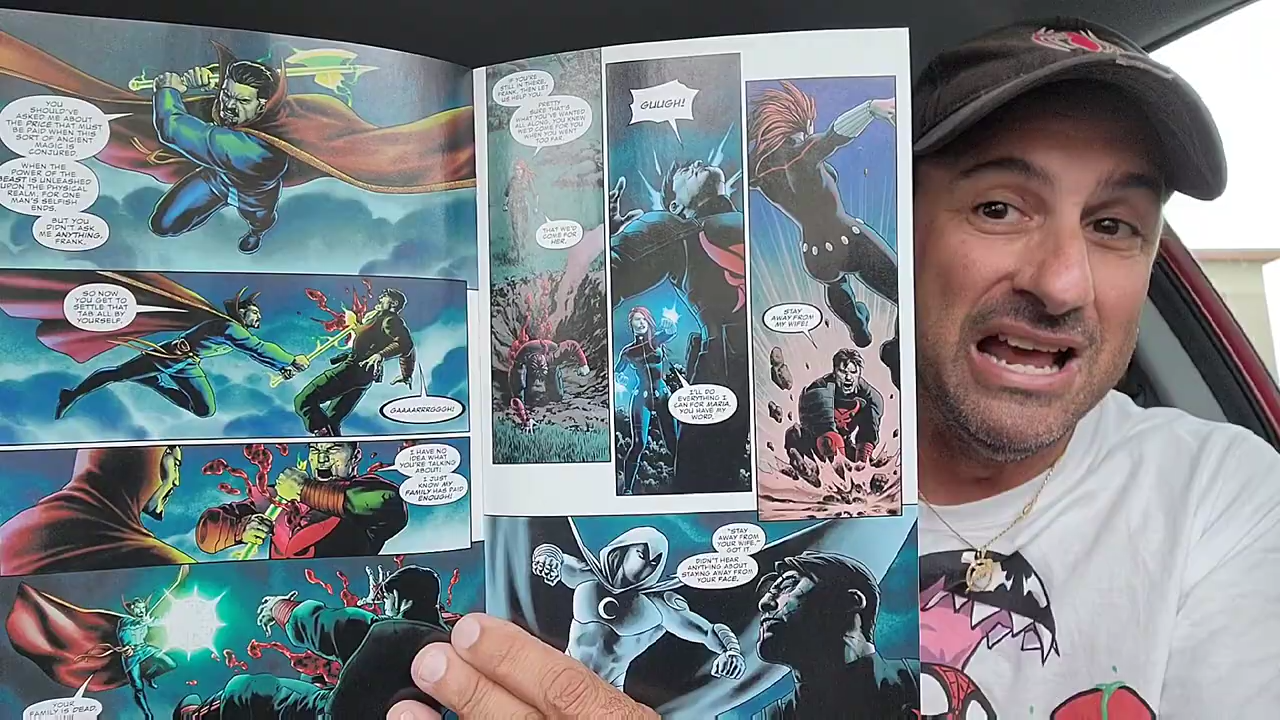 YOU
SHOULD'VE
ASKED ME ABOUT
THE PRICE THAT MUST
BE PAID WHEN THIS
SORT OF ANCIENT
MAGIC IS
CONJURED.
WHEN THE
POWER OF THE
BEAST IS UNLEASHED
UPON THE PHYSICAL
REALM, FOR ONE
MAN'S SELFISH
ENDS.
BUT YOU
DIDN'T ASK
ME ANYTHING,
FRANK.
SO NOW
YOU GET TO
SETTLE THAT
TAB ALL BY
YOURSELF.
GAAAARRRGGGH!
I HAVE NO
IDEA WHAT
YOU'RE TALKING
ABOUT!
I JUST
KNOW MY
FAMILY HAS PAID
ENOUGH!
YOUR
FAMILY IS DEAD,
IF YOU'RE
STILL IN THERE,
FRANK, THEN LET
US HELP YOU.
PRETTY
SURE THAT'S
WHAT YOU'VE WANTED
ALL ALONG. YOU KNEW
WE'D COME FOR YOU
WHEN YOU WENT
TOO FAR.
THAT WE'D
COME FOR
HER.
GUUGH!
I'LL DO
EVERYTHING I
CAN FOR MARIA.
YOU HAVE MY
WORD.
STAY
AWAY FROM
MY WIFE!
"STAY
AWAY FROM
YOUR WIFE."
GOT IT.
DIDN'T HEAR
ANYTHING ABOUT
STAYING AWAY FROM
YOUR FACE.